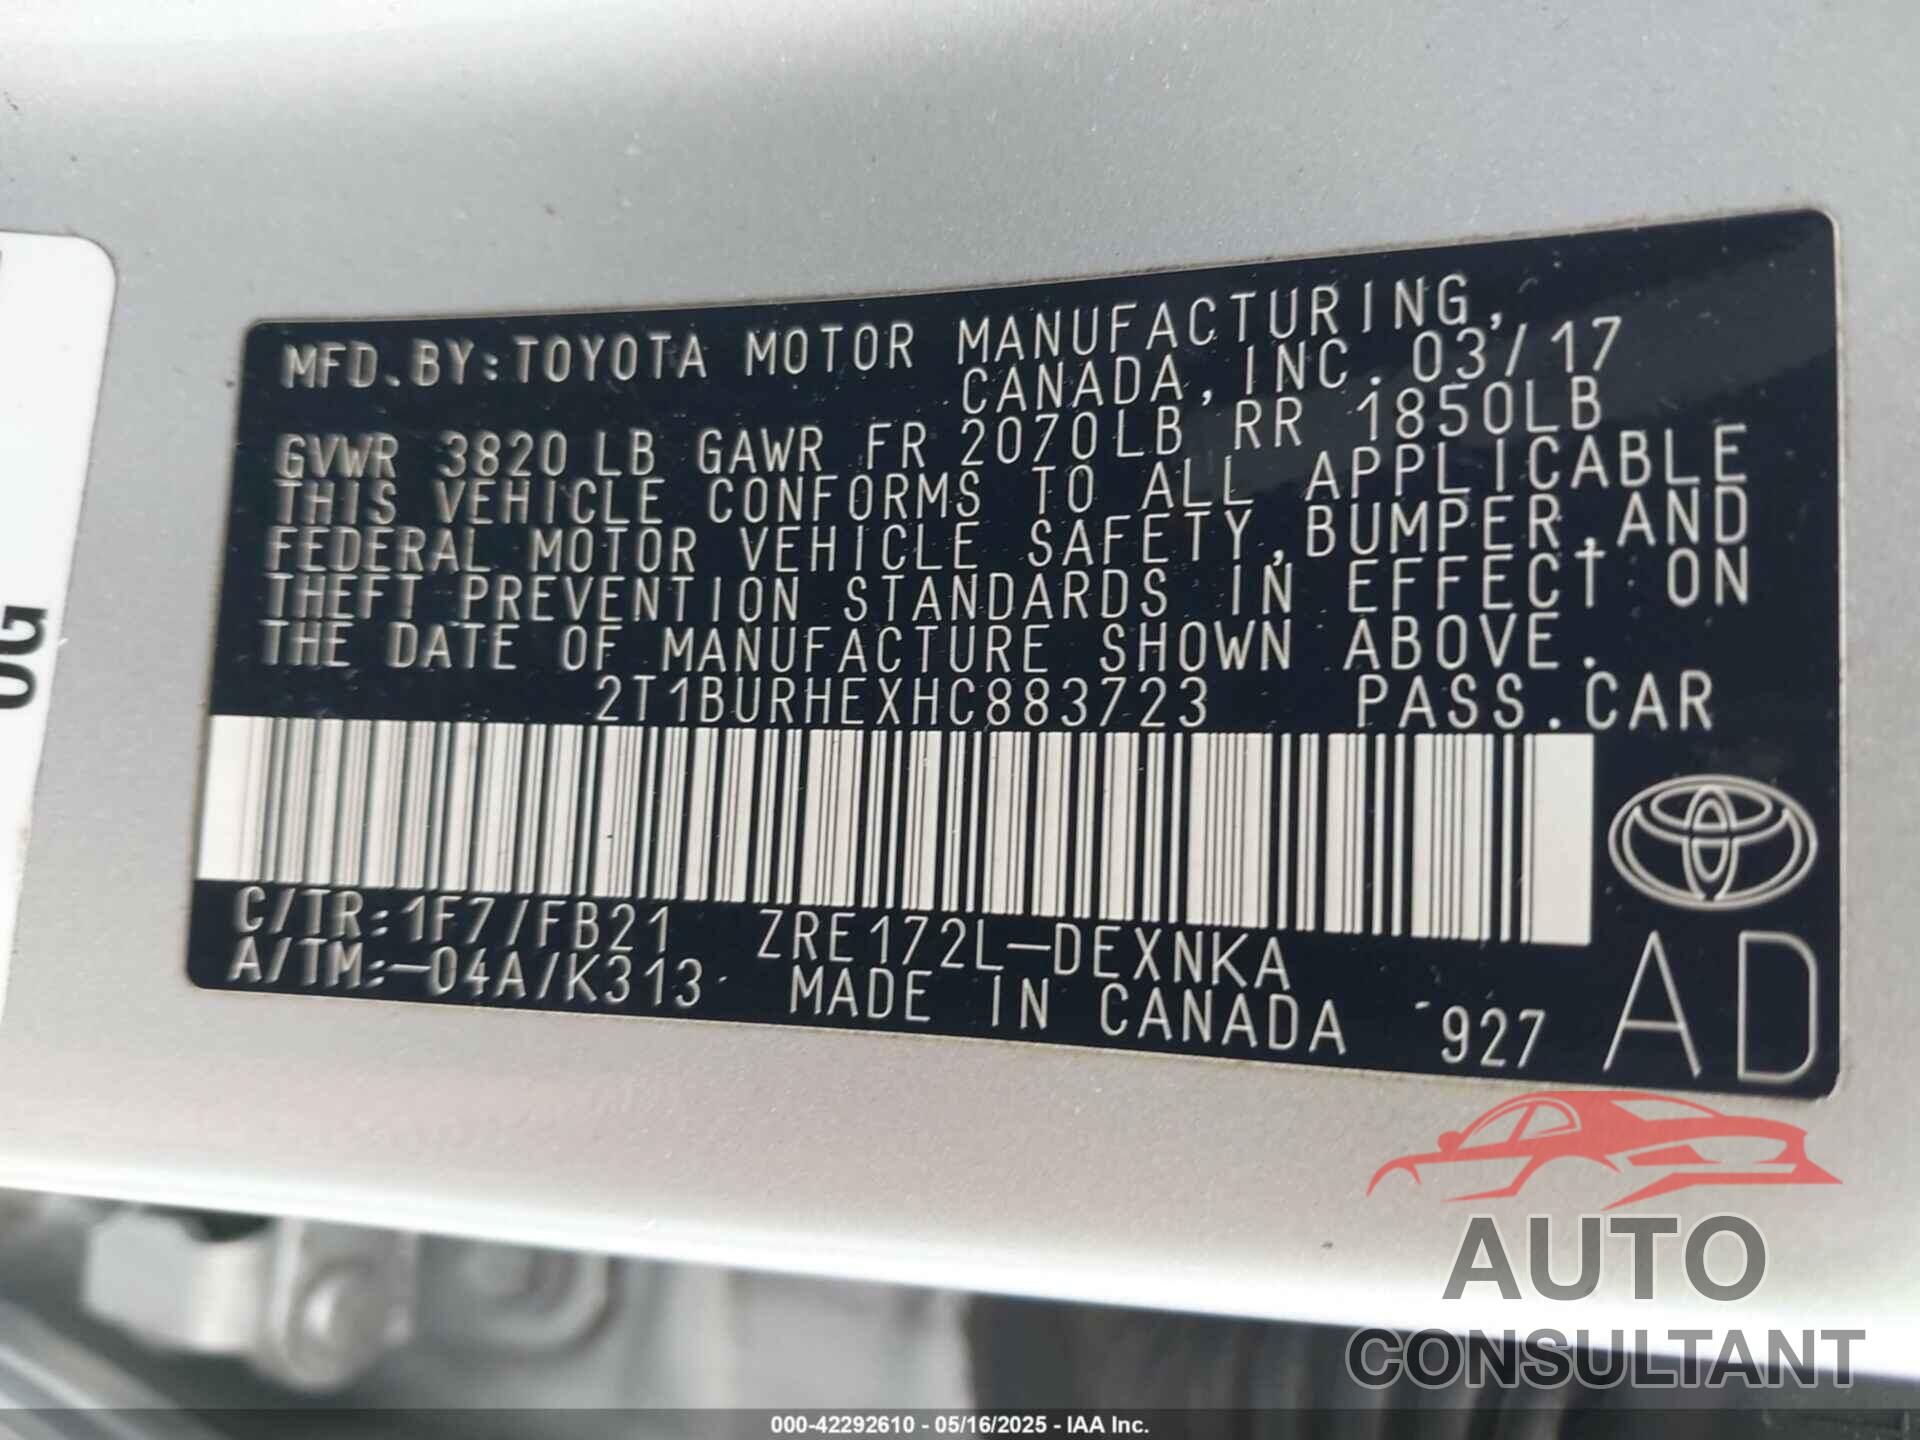 MFD.BY:TOYOTA MOTOR MANUFACTURING,
CANADA,INC.03/17
GVWR 3820LB GAWR FR 2070LB RR 1850LB
THIS VEHICLE CONFORMS TO ALL APPLICABLE
FEDERAL MOTOR VEHICLE SAFETY,BUMPER,AND
THEFT PREVENTION STANDARDS IN EFFECT ON
THE DATE OF MANUFACTURE SHOWN ABOVE.
2T1BURHEXHC883723 PASS.CAR
C/TR:1F7/FB21 ZRE172L-DEXNKA
A/TM:-04A/K313 MADE IN CANADA 927
AD
0G
AUTO
CONSULTANT
000-42292610 - 05/16/2025 - IAA Inc.